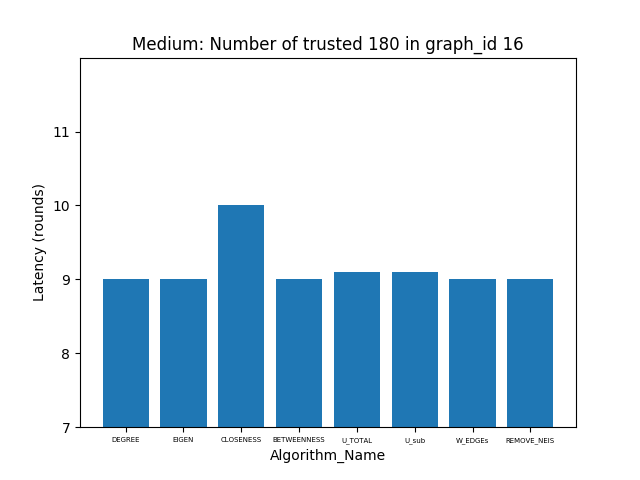 Medium: Number of trusted 180 in graph_id 16
Latency (rounds)
11
10
9
8
7
DEGREE EIGEN CLOSENESS BETWEENNESS U_TOTAL U_sub W_EDGEs REMOVE_NEIS
Algorithm_Name